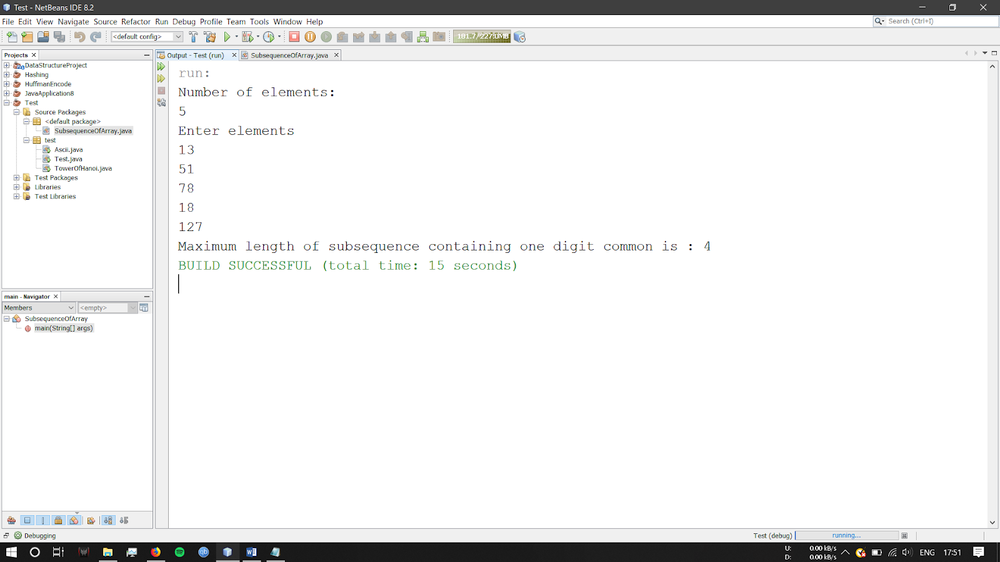 Test - NetBeans IDE 8.2
File Edit View Navigate Source Refactor Run Debug Profile Team Tools Window Help
Search (Ctrl+I)
<default config>
181.7/227.0MB
Projects
Output - Test (run)
SubsequenceOfArray.java
DataStructureProject
Hashing
HuffmanEncode
JavaApplication8
Test
Source Packages
<default package>
SubsequenceOfArray.java
test
Ascii.java
Test.java
TowerOfHanoi.java
Test Packages
Libraries
Test Libraries
run:
Number of elements:
5
Enter elements
13
51
78
18
127
Maximum length of subsequence containing one digit common is : 4
BUILD SUCCESSFUL (total time: 15 seconds)
main - Navigator
Members
<empty>
SubsequenceOfArray
main(String[] args)
Debugging
Test (debug)
running...
qb
U: 0.00 kB/s
D: 0.00 kB/s
ENG
17:51